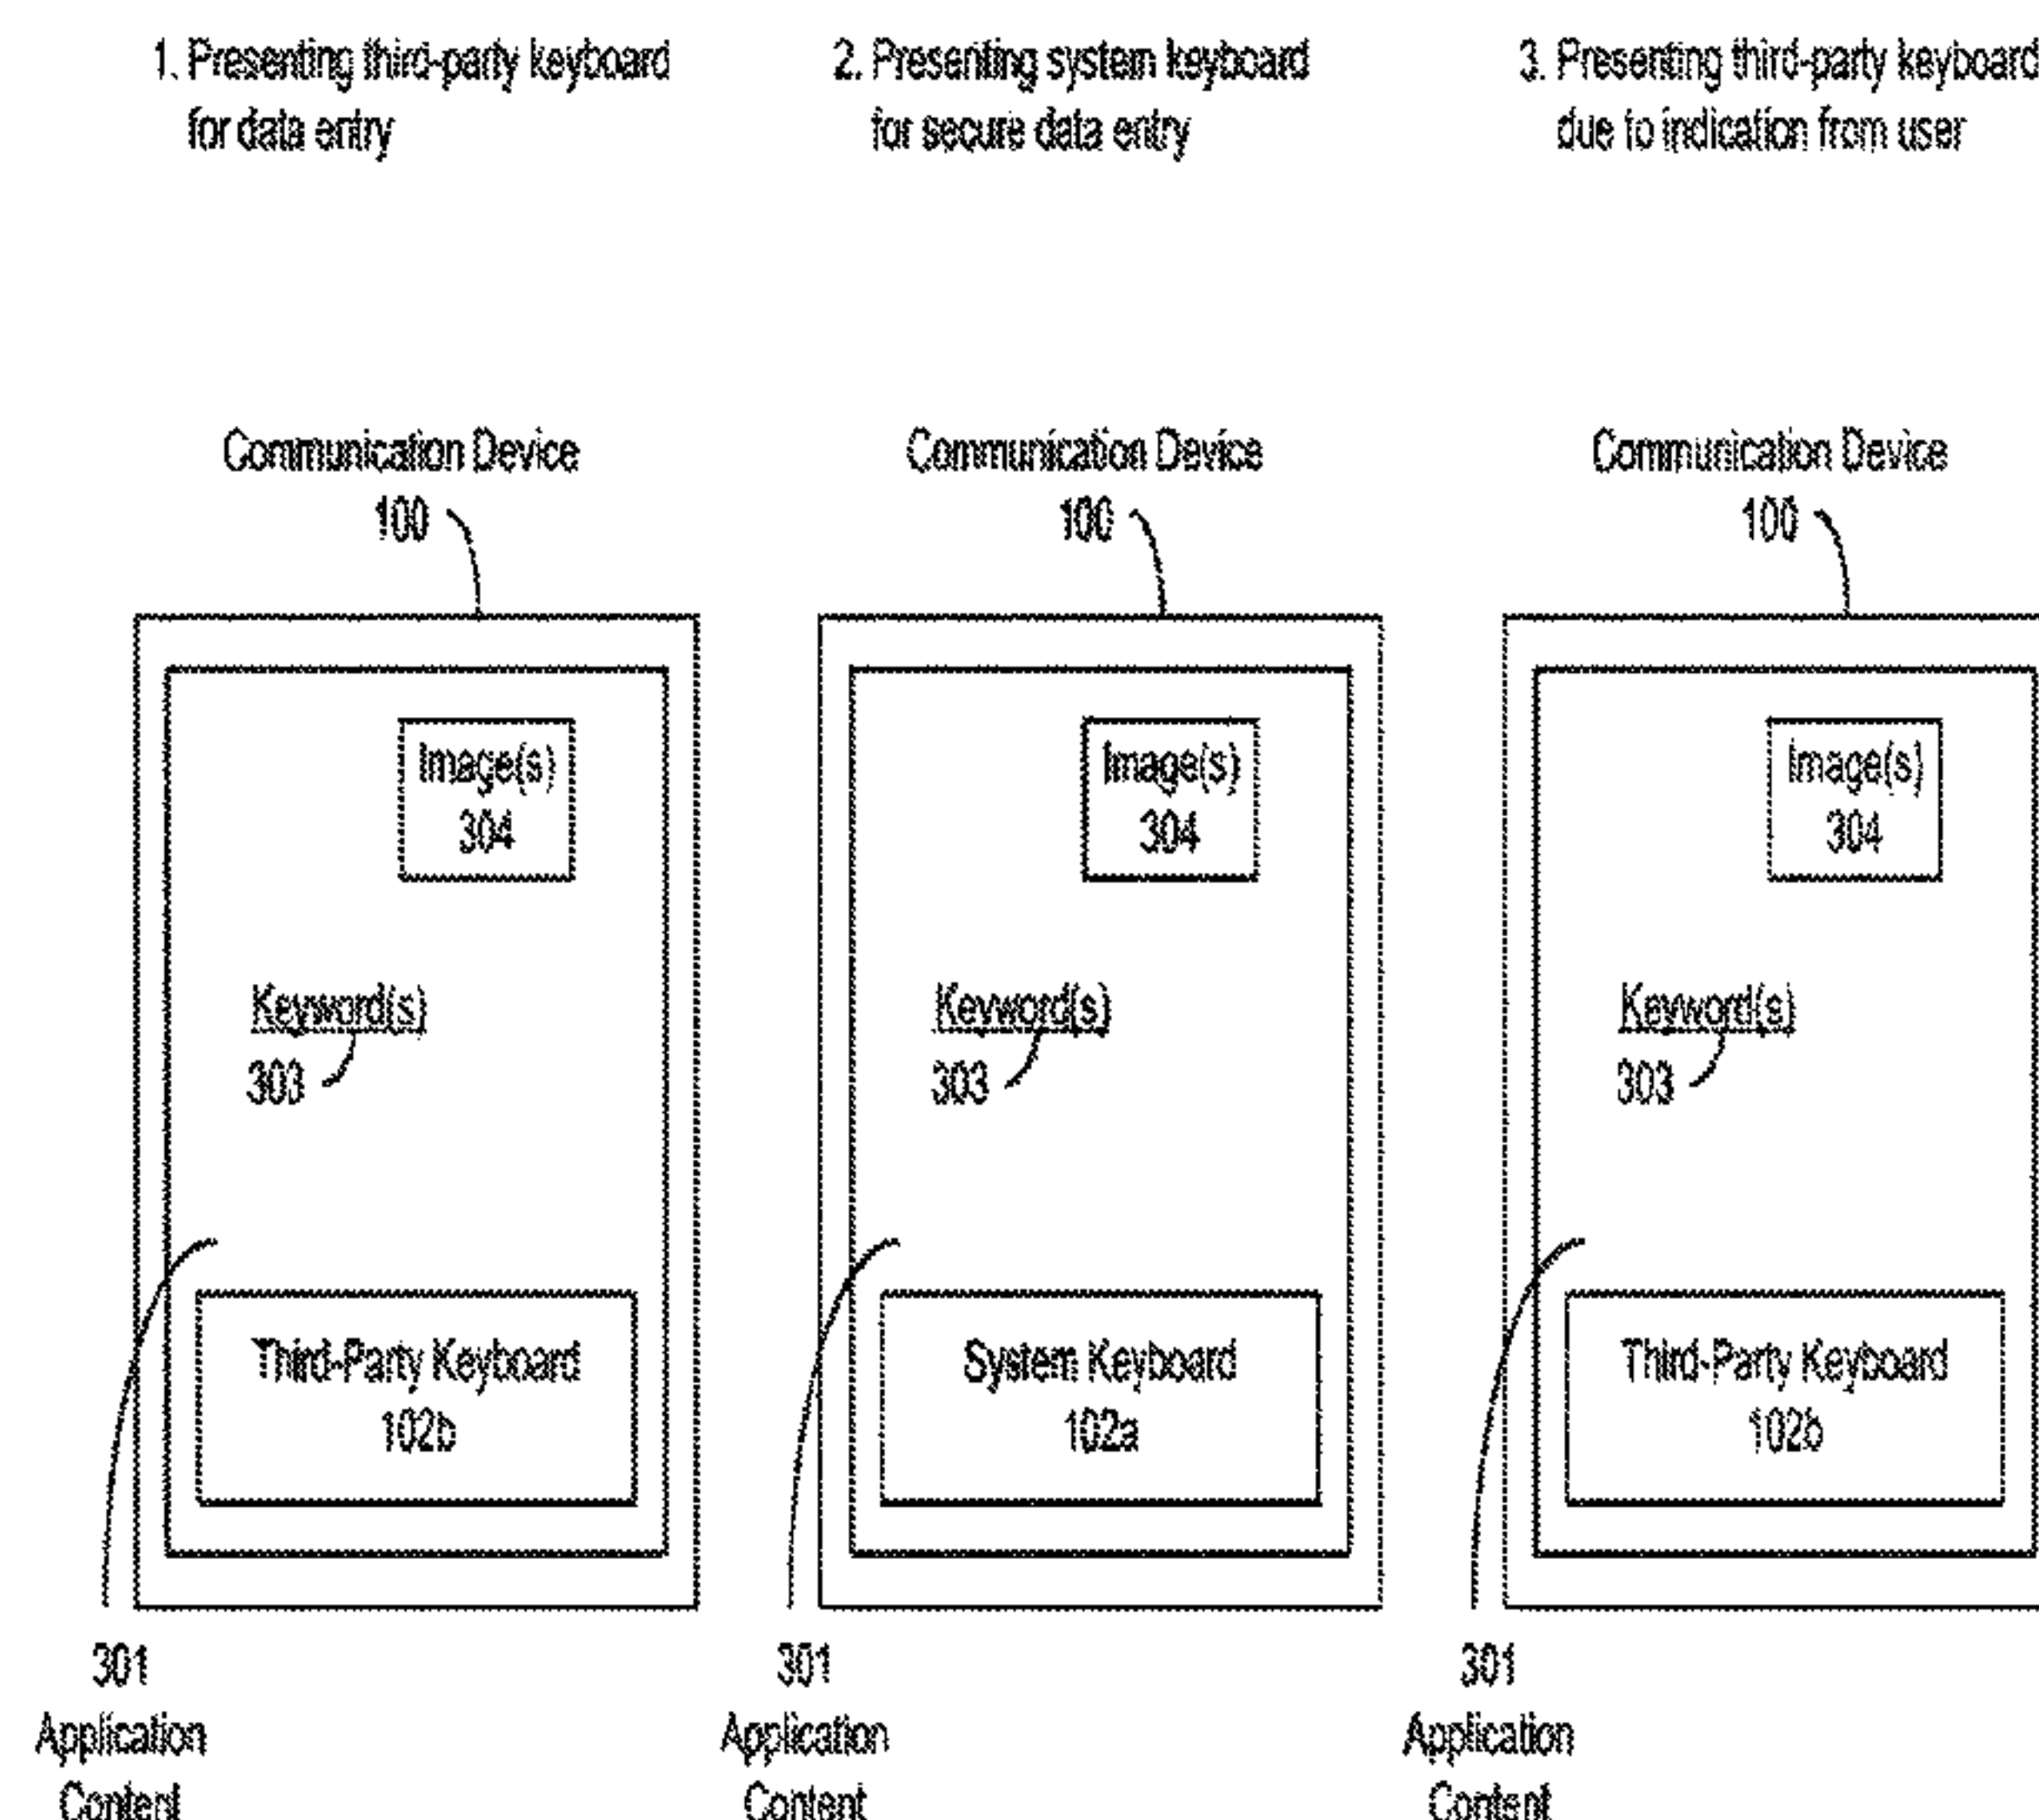 1. Presenting third-party keyboard
for data entry
2. Presenting system keyboard
for secure data entry
3. Presenting third-party keyboard
due to indication from user
Communication Device
100
Image(s)
304
Keyword(s)
303
Third-Party Keyboard
102b
301
Application
Content
Communication Device
100
Image(s)
304
Keyword(s)
303
System Keyboard
102a
301
Application
Content
Communication Device
100
Image(s)
304
Keyword(s)
303
Third-Party Keyboard
102b
301
Application
Content